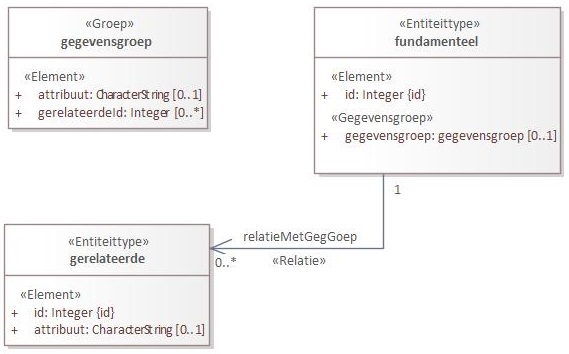 «Groep»
gegevensgroep
«Element»
+ attribuut: CharacterString [0..1]
+ gerelateerdeId: Integer [0..*]
«Entiteittype»
fundamenteel
«Element»
+ id: Integer {id}
«Gegevensgroep»
+ gegevensgroep: gegevensgroep [0..1]
1
relatieMetGegGoep
0..*
«Relatie»
«Entiteittype»
gerelateerde
«Element»
+ id: Integer {id}
+ attribuut: CharacterString [0..1]